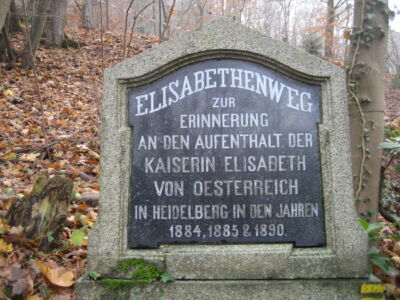 ELISABETHENWEG
ZUR
ERINNERUNG
AN DEN AUFENTHALT DER
KAISERIN ELISABETH
VON OESTERREICH
IN HEIDELBERG IN DEN JAHREN
1884, 1885 & 1890.